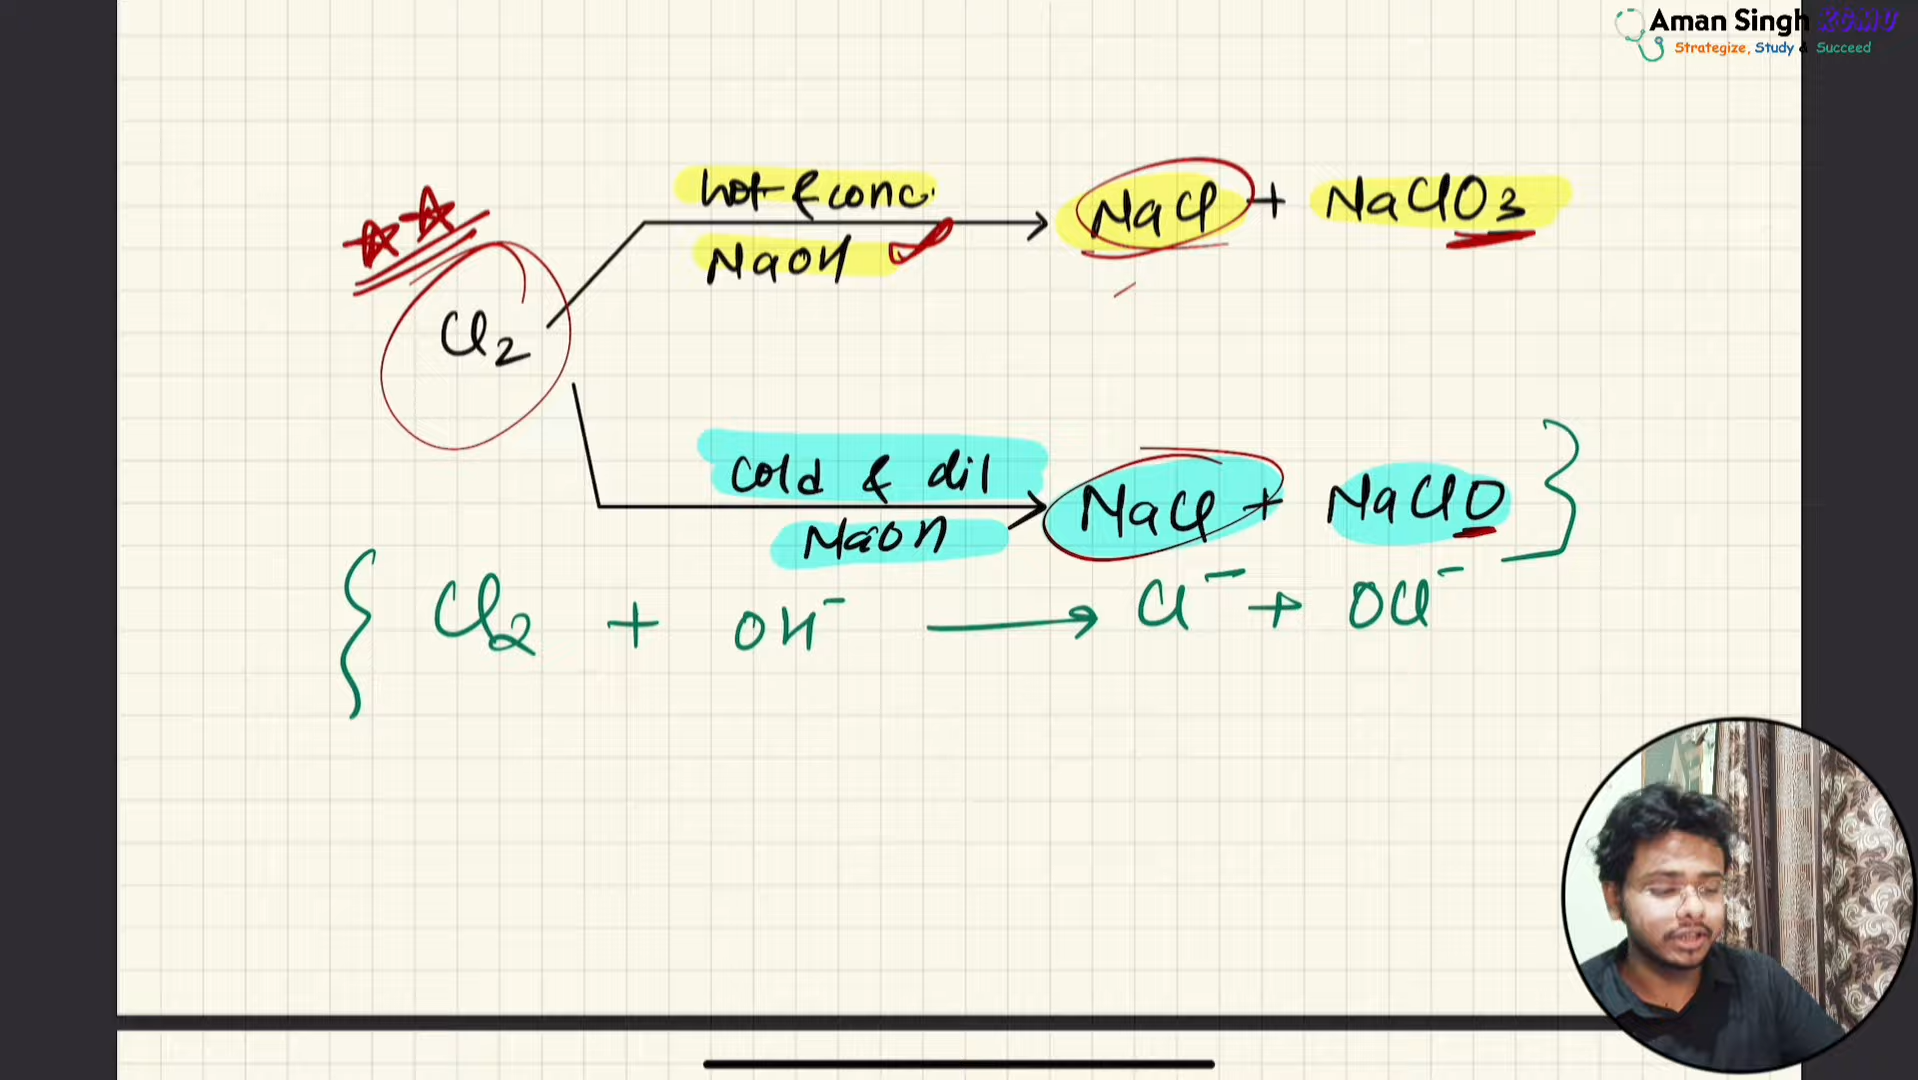 Aman Singh KGMU
Strategize, Study & Succeed
hot & conc.
NaOH
NaCl + NaClO3
Cl2
cold & dil
NaOH
NaCl + NaClO
Cl2 + OH⁻ → Cl⁻ + OCl⁻